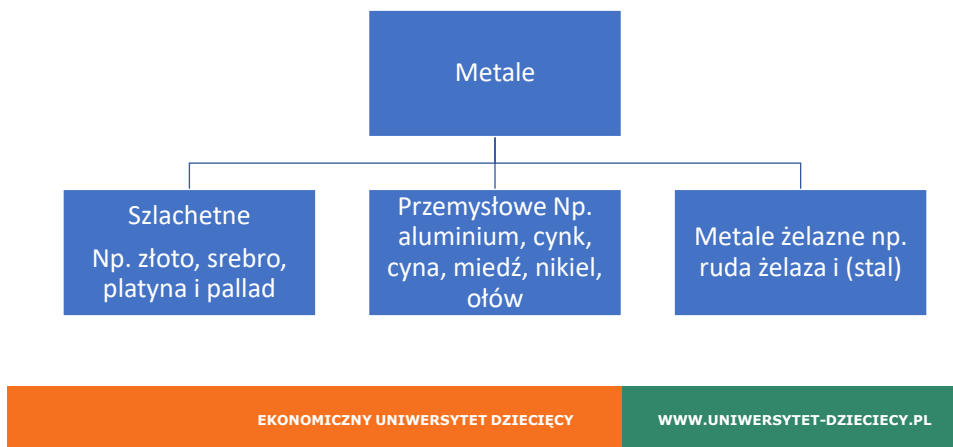 Metale
Szlachetne
Np. złoto, srebro,
platyna i pallad
Przemysłowe Np.
aluminium, cynk,
cyna, miedź, nikiel,
ołów
Metale żelazne np.
ruda żelaza i (stal)
EKONOMICZNY UNIWERSYTET DZIECIĘCY
WWW.UNIWERSYTET-DZIECIECY.PL